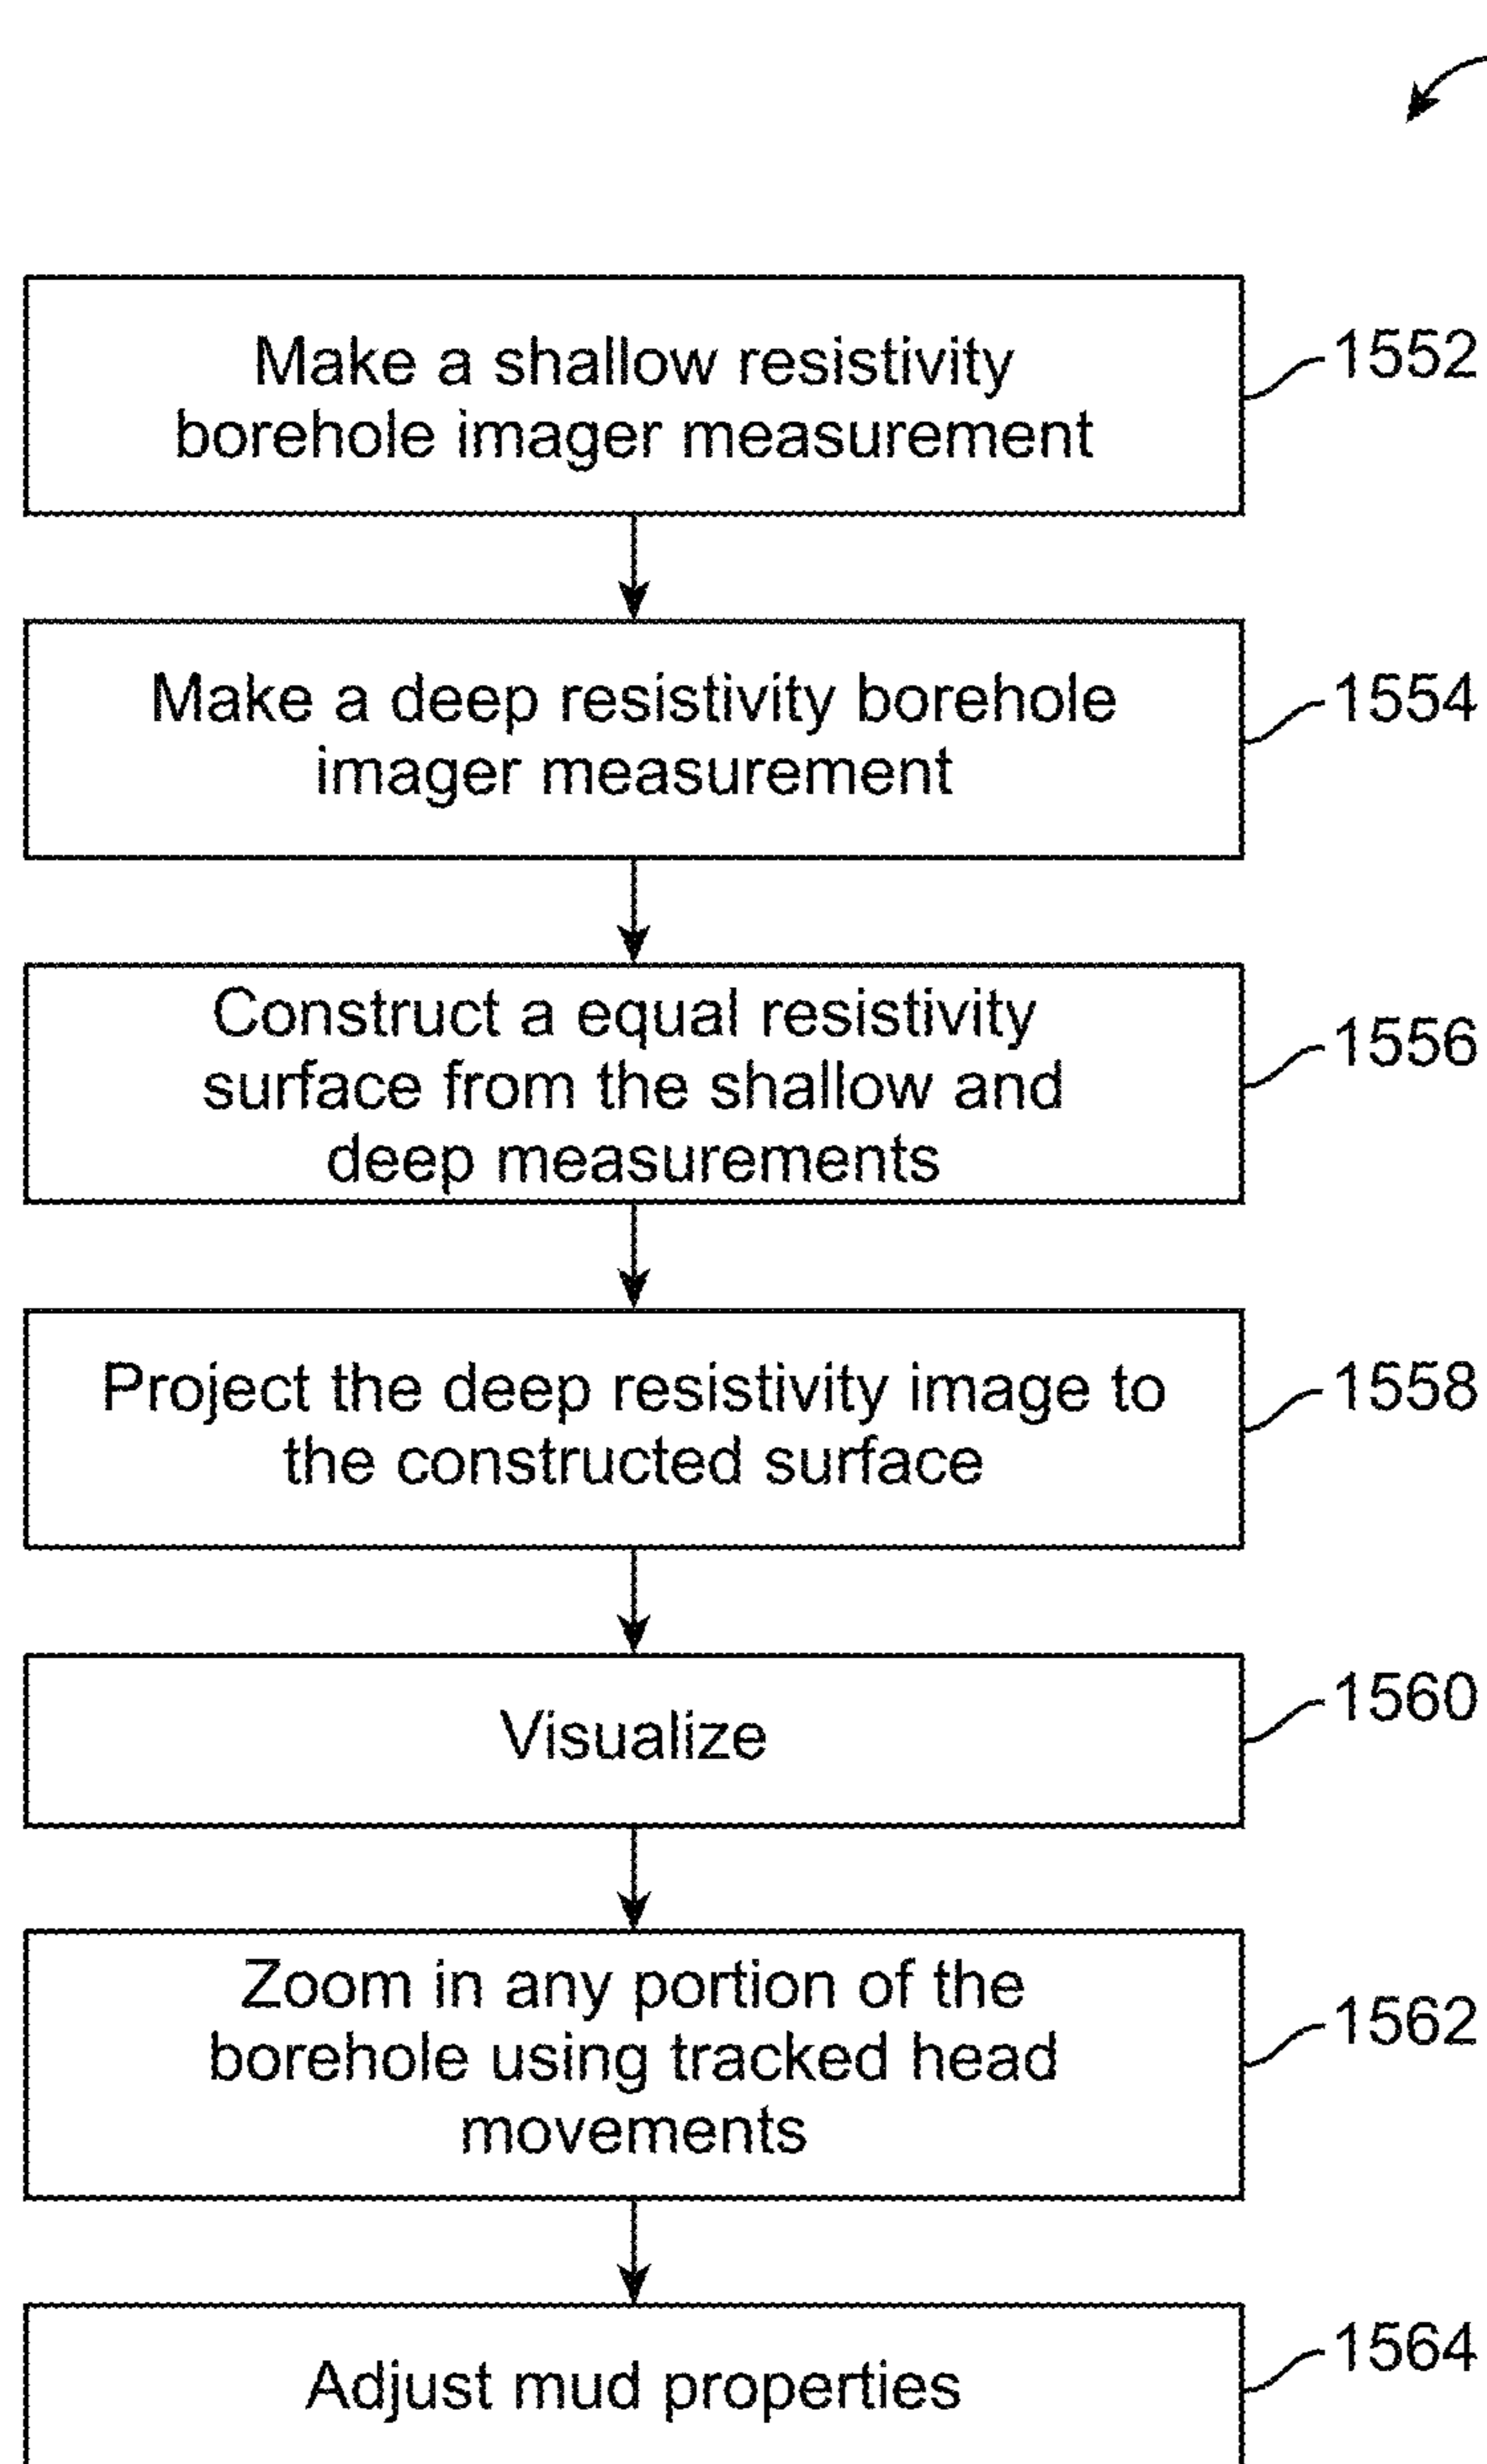 Make a shallow resistivity
borehole imager measurement
1552
Make a deep resistivity borehole
imager measurement
1554
Construct a equal resistivity
surface from the shallow and
deep measurements
1556
Project the deep resistivity image to
the constructed surface
1558
Visualize
1560
Zoom in any portion of the
borehole using tracked head
movements
1562
Adjust mud properties
1564